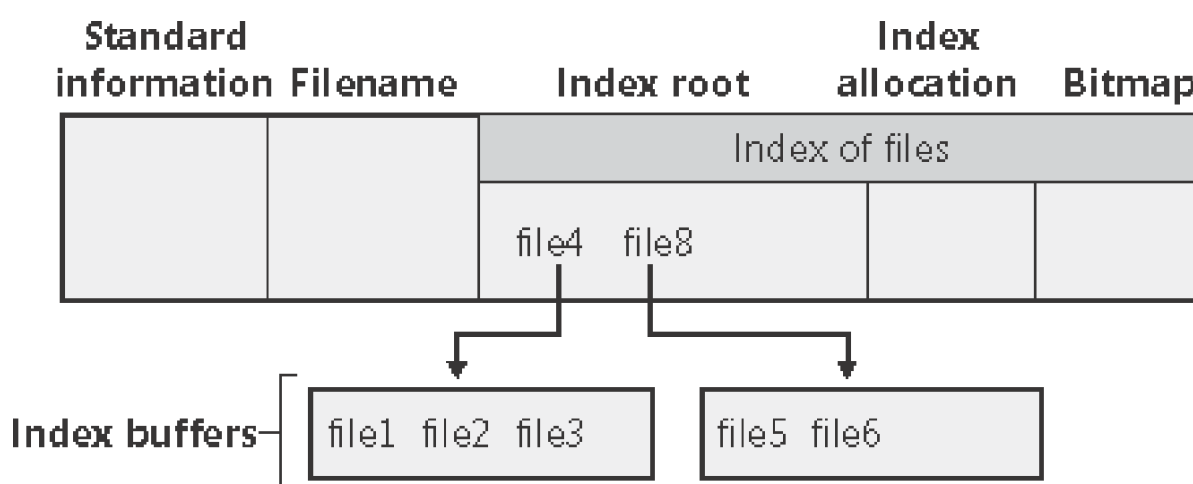 Standard
information
Filename
Index root
Index
allocation
Bitmap
Index of files
file4 file8
Index buffers
file1 file2 file3
file5 file6